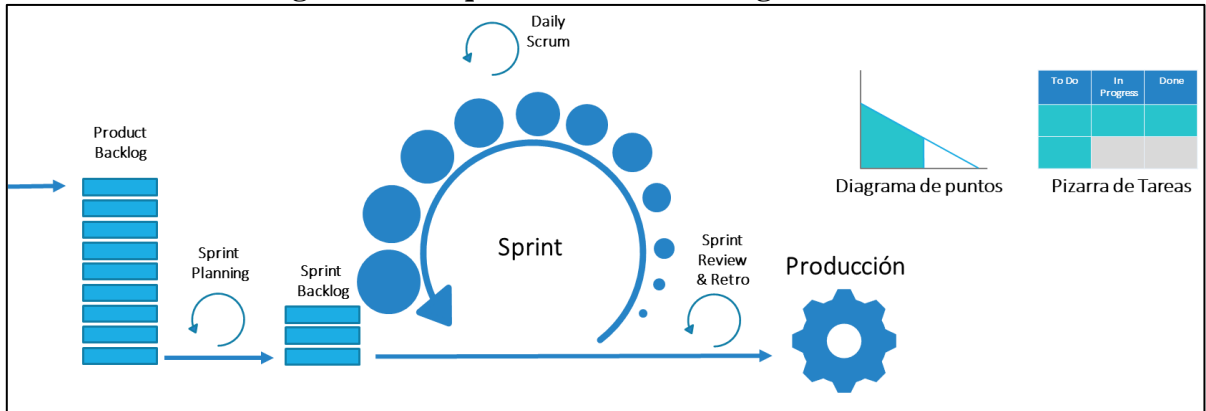 Daily
Scrum
Product
Backlog
Sprint
Planning
Sprint
Backlog
Sprint
Sprint
Review
& Retro
Producción
Diagrama de puntos
To Do
In
Progress
Done
Pizarra de Tareas